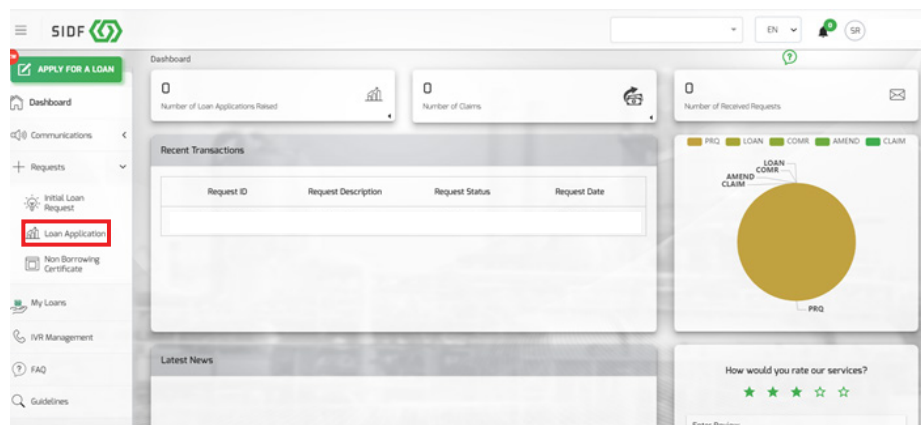 SIDF
EN
0
SR
APPLY FOR A LOAN
Dashboard
Communications
Requests
Initial Loan
Request
Loan Application
Non Borrowing
Certificate
My Loans
IVR Management
FAQ
Guidelines
Dashboard
0
Number of Loan Applications Raised
0
Number of Claims
0
Number of Received Requests
Recent Transactions
Request ID Request Description Request Status Request Date
PRQ LOAN COMR AMEND CLAIM
LOAN
COMR
AMEND
CLAIM
PRQ
Latest News
How would you rate our services?
Enter Review